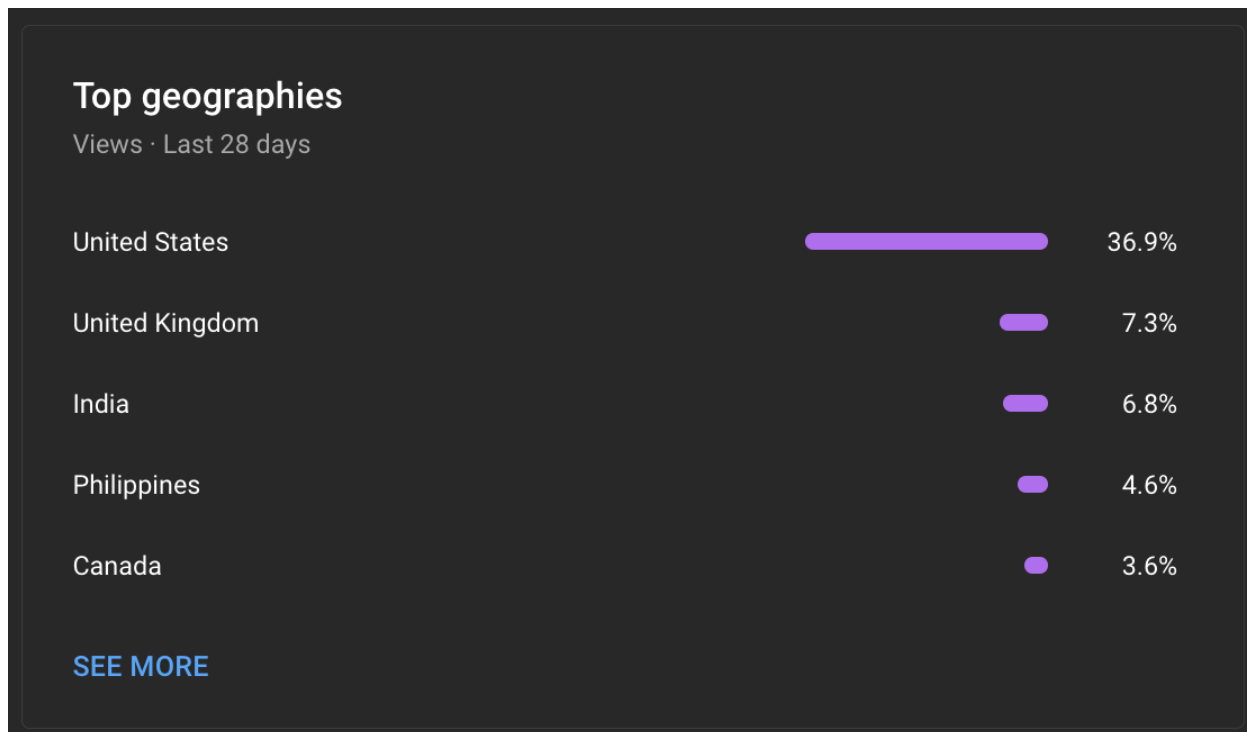 Top geographies
Views · Last 28 days
United States 36.9%
United Kingdom 7.3%
India 6.8%
Philippines 4.6%
Canada 3.6%
SEE MORE